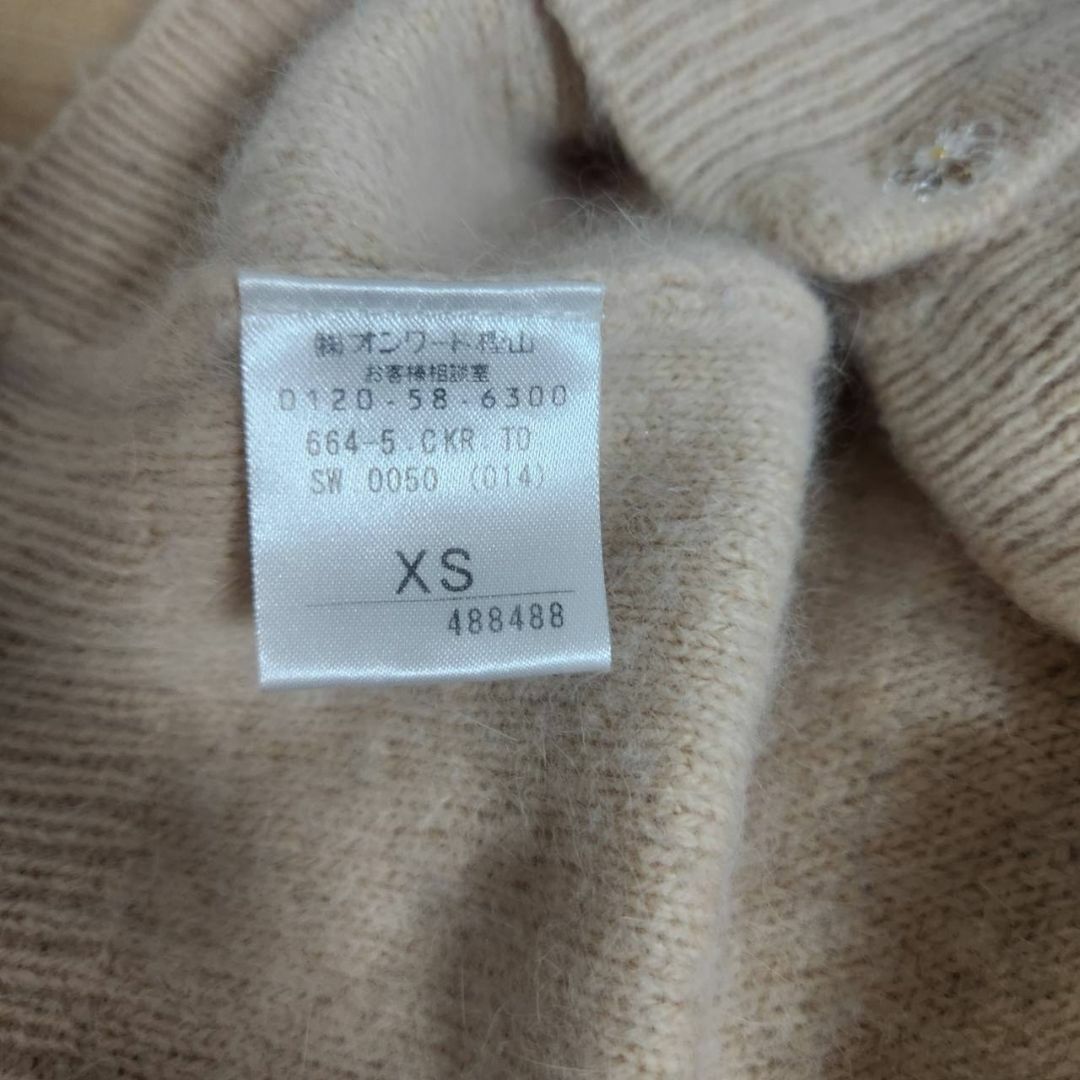 ㈱オンワード樫山
お客様相談室
0120-58-6300
664-5.CKR TD
SW 0050 (014)
XS
488488